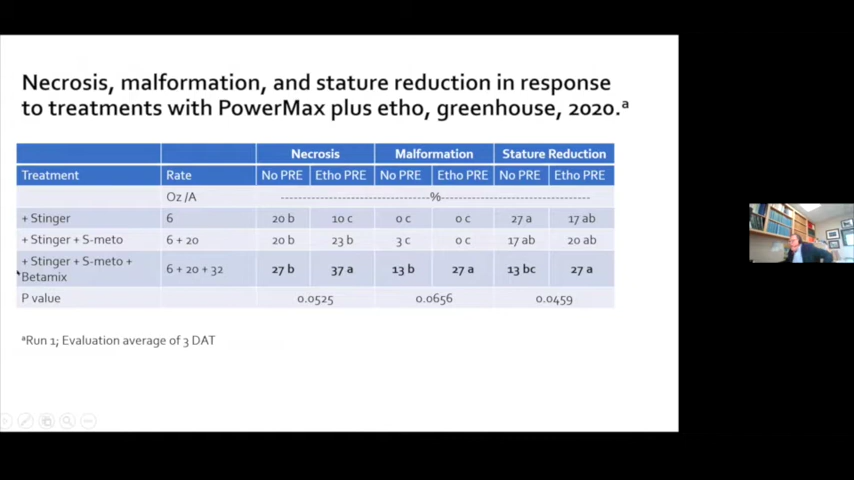 Necrosis, malformation, and stature reduction in response
to treatments with PowerMax plus etho, greenhouse, 2020.ᵃ
Necrosis Malformation Stature Reduction
Treatment Rate No PRE Etho PRE No PRE Etho PRE No PRE Etho PRE
Oz /A ------------------------------------%------------------------------------
+ Stinger 6 20 b 10 c 0 c 0 c 27 a 17 ab
+ Stinger + S-meto 6 + 20 20 b 23 b 3 c 0 c 17 ab 20 ab
+ Stinger + S-meto +
Betamix 6 + 20 + 32 27 b 37 a 13 b 27 a 13 bc 27 a
P value 0.0525 0.0656 0.0459
ᵃRun 1; Evaluation average of 3 DAT